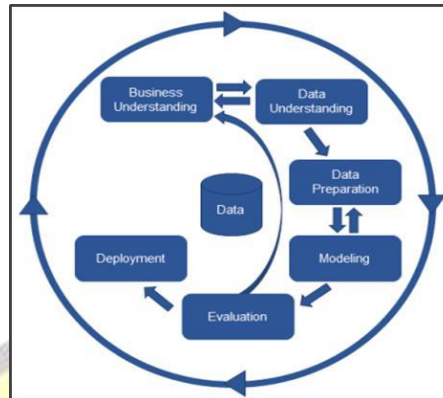 Business
Understanding
Data
Understanding
Data
Preparation
Data
Deployment
Modeling
Evaluation